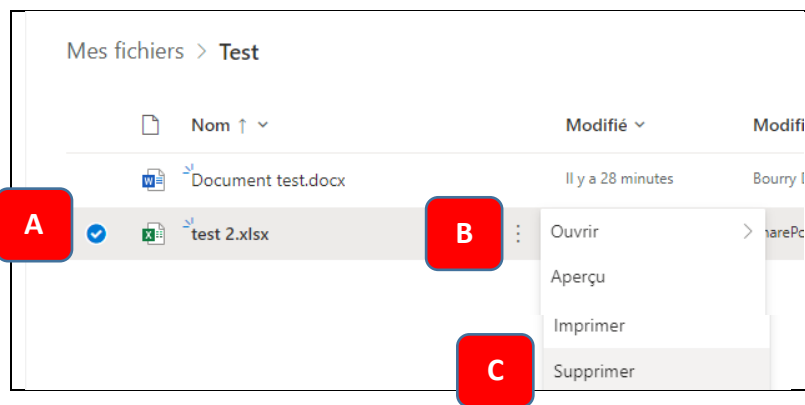 Mes fichiers > Test
Nom ↑ Modifié Modifi
Document test.docx Il y a 28 minutes Bourry
A test 2.xlsx B Ouvrir
Aperçu
Imprimer
C Supprimer